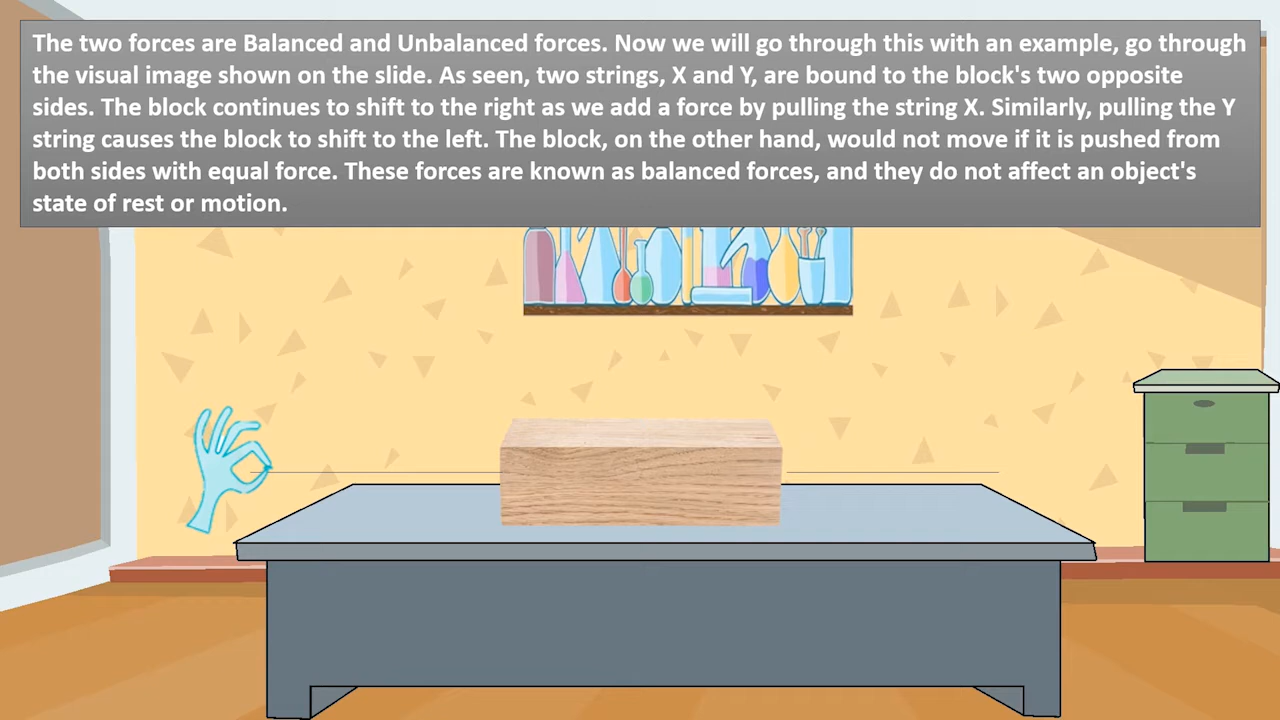 The two forces are Balanced and Unbalanced forces. Now we will go through this with an example, go through
the visual image shown on the slide. As seen, two strings, X and Y, are bound to the block's two opposite
sides. The block continues to shift to the right as we add a force by pulling the string X. Similarly, pulling the Y
string causes the block to shift to the left. The block, on the other hand, would not move if it is pushed from
both sides with equal force. These forces are known as balanced forces, and they do not affect an object's
state of rest or motion.